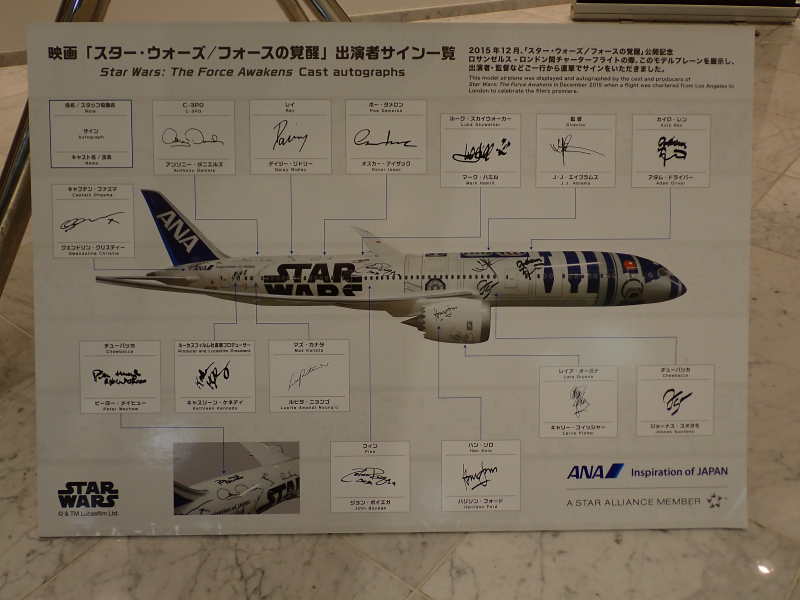 映画「スター・ウォーズ/フォースの覚醒」出演者サイン一覧
Star Wars: The Force Awakens Cast autographs
2015年12月、「スター・ウォーズ/フォースの覚醒」公開記念
ロサンゼルス-ロンドン間チャーターフライトの際、このモデルプレーンを展示し、
出演者・監督などご一行から直筆でサインをいただきました。
This model airplane was displayed and autographed by the cast and producers of
Star Wars: The Force Awakens in December 2015 when a flight was chartered from Los Angeles to
London to celebrate the film's premiere.
役名/スタッフ役職名
Role
サイン
Autograph
キャスト名/氏名
Name
C-3PO
C-3PO
アンソニー・ダニエルズ
Anthony Daniels
レイ
Rey
デイジー・リドリー
Daisy Ridley
ポー・ダメロン
Poe Dameron
オスカー・アイザック
Oscar Isaac
ルーク・スカイウォーカー
Luke Skywalker
マーク・ハミル
Mark Hamill
監督
Director
J・J・エイブラムス
J.J. Abrams
カイロ・レン
Kylo Ren
アダム・ドライバー
Adam Driver
キャプテン・ファズマ
Captain Phasma
グェンドリン・クリスティー
Gwendoline Christie
ANA
ANA
STAR
WARS
チューバッカ
Chewbacca
ピーター・メイヒュー
Peter Mayhew
ルーカスフィルム社長兼プロデューサー
Producer and Lucasfilm President
キャスリーン・ケネディ
Kathleen Kennedy
マズ・カナタ
Maz Kanata
ルピタ・ニョンゴ
Lupita Amondi Nyong'o
レイア・オーガナ
Leia Organa
キャリー・フィッシャー
Carrie Fisher
チューバッカ
Chewbacca
ジョーナス・スオタモ
Joonas Suotamo
フィン
Finn
ジョン・ボイエガ
John Boyega
ハン・ソロ
Han Solo
ハリソン・フォード
Harrison Ford
STAR
STAR
WARS
© & TM Lucasfilm Ltd.
ANA Inspiration of JAPAN
A STAR ALLIANCE MEMBER